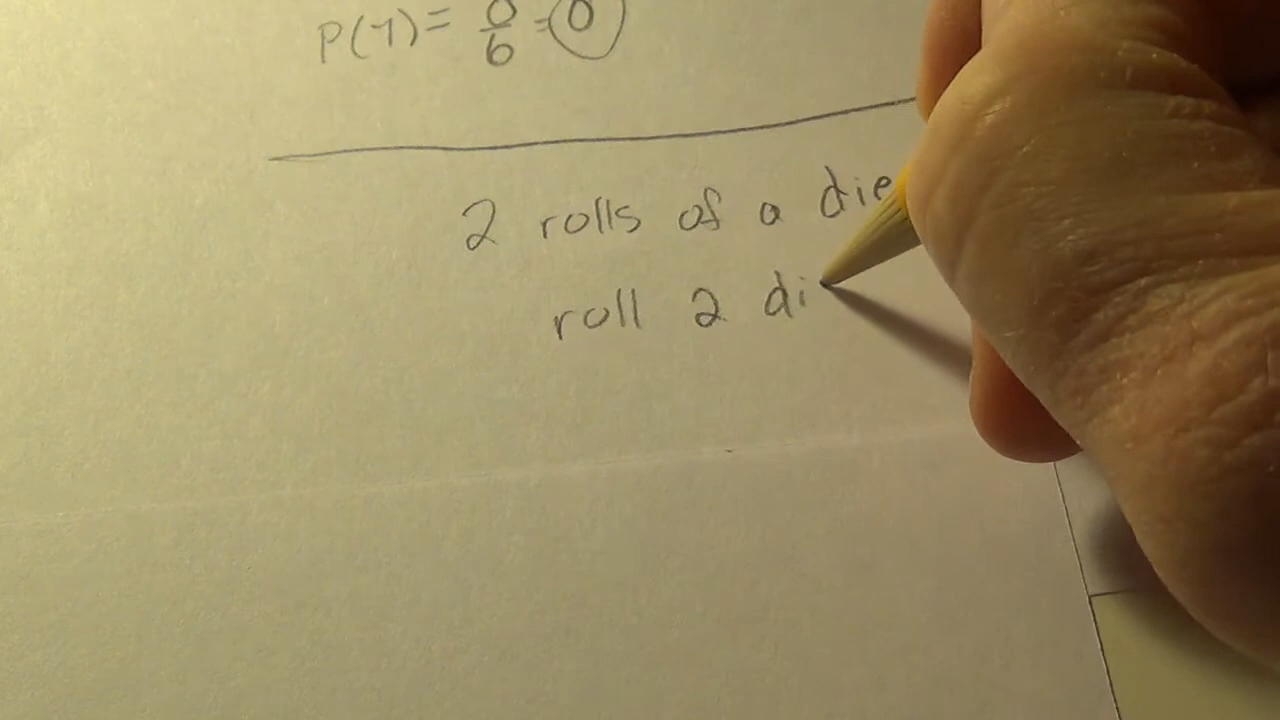 P(7) = 0/6 = 0
2 rolls of a die
roll 2 di